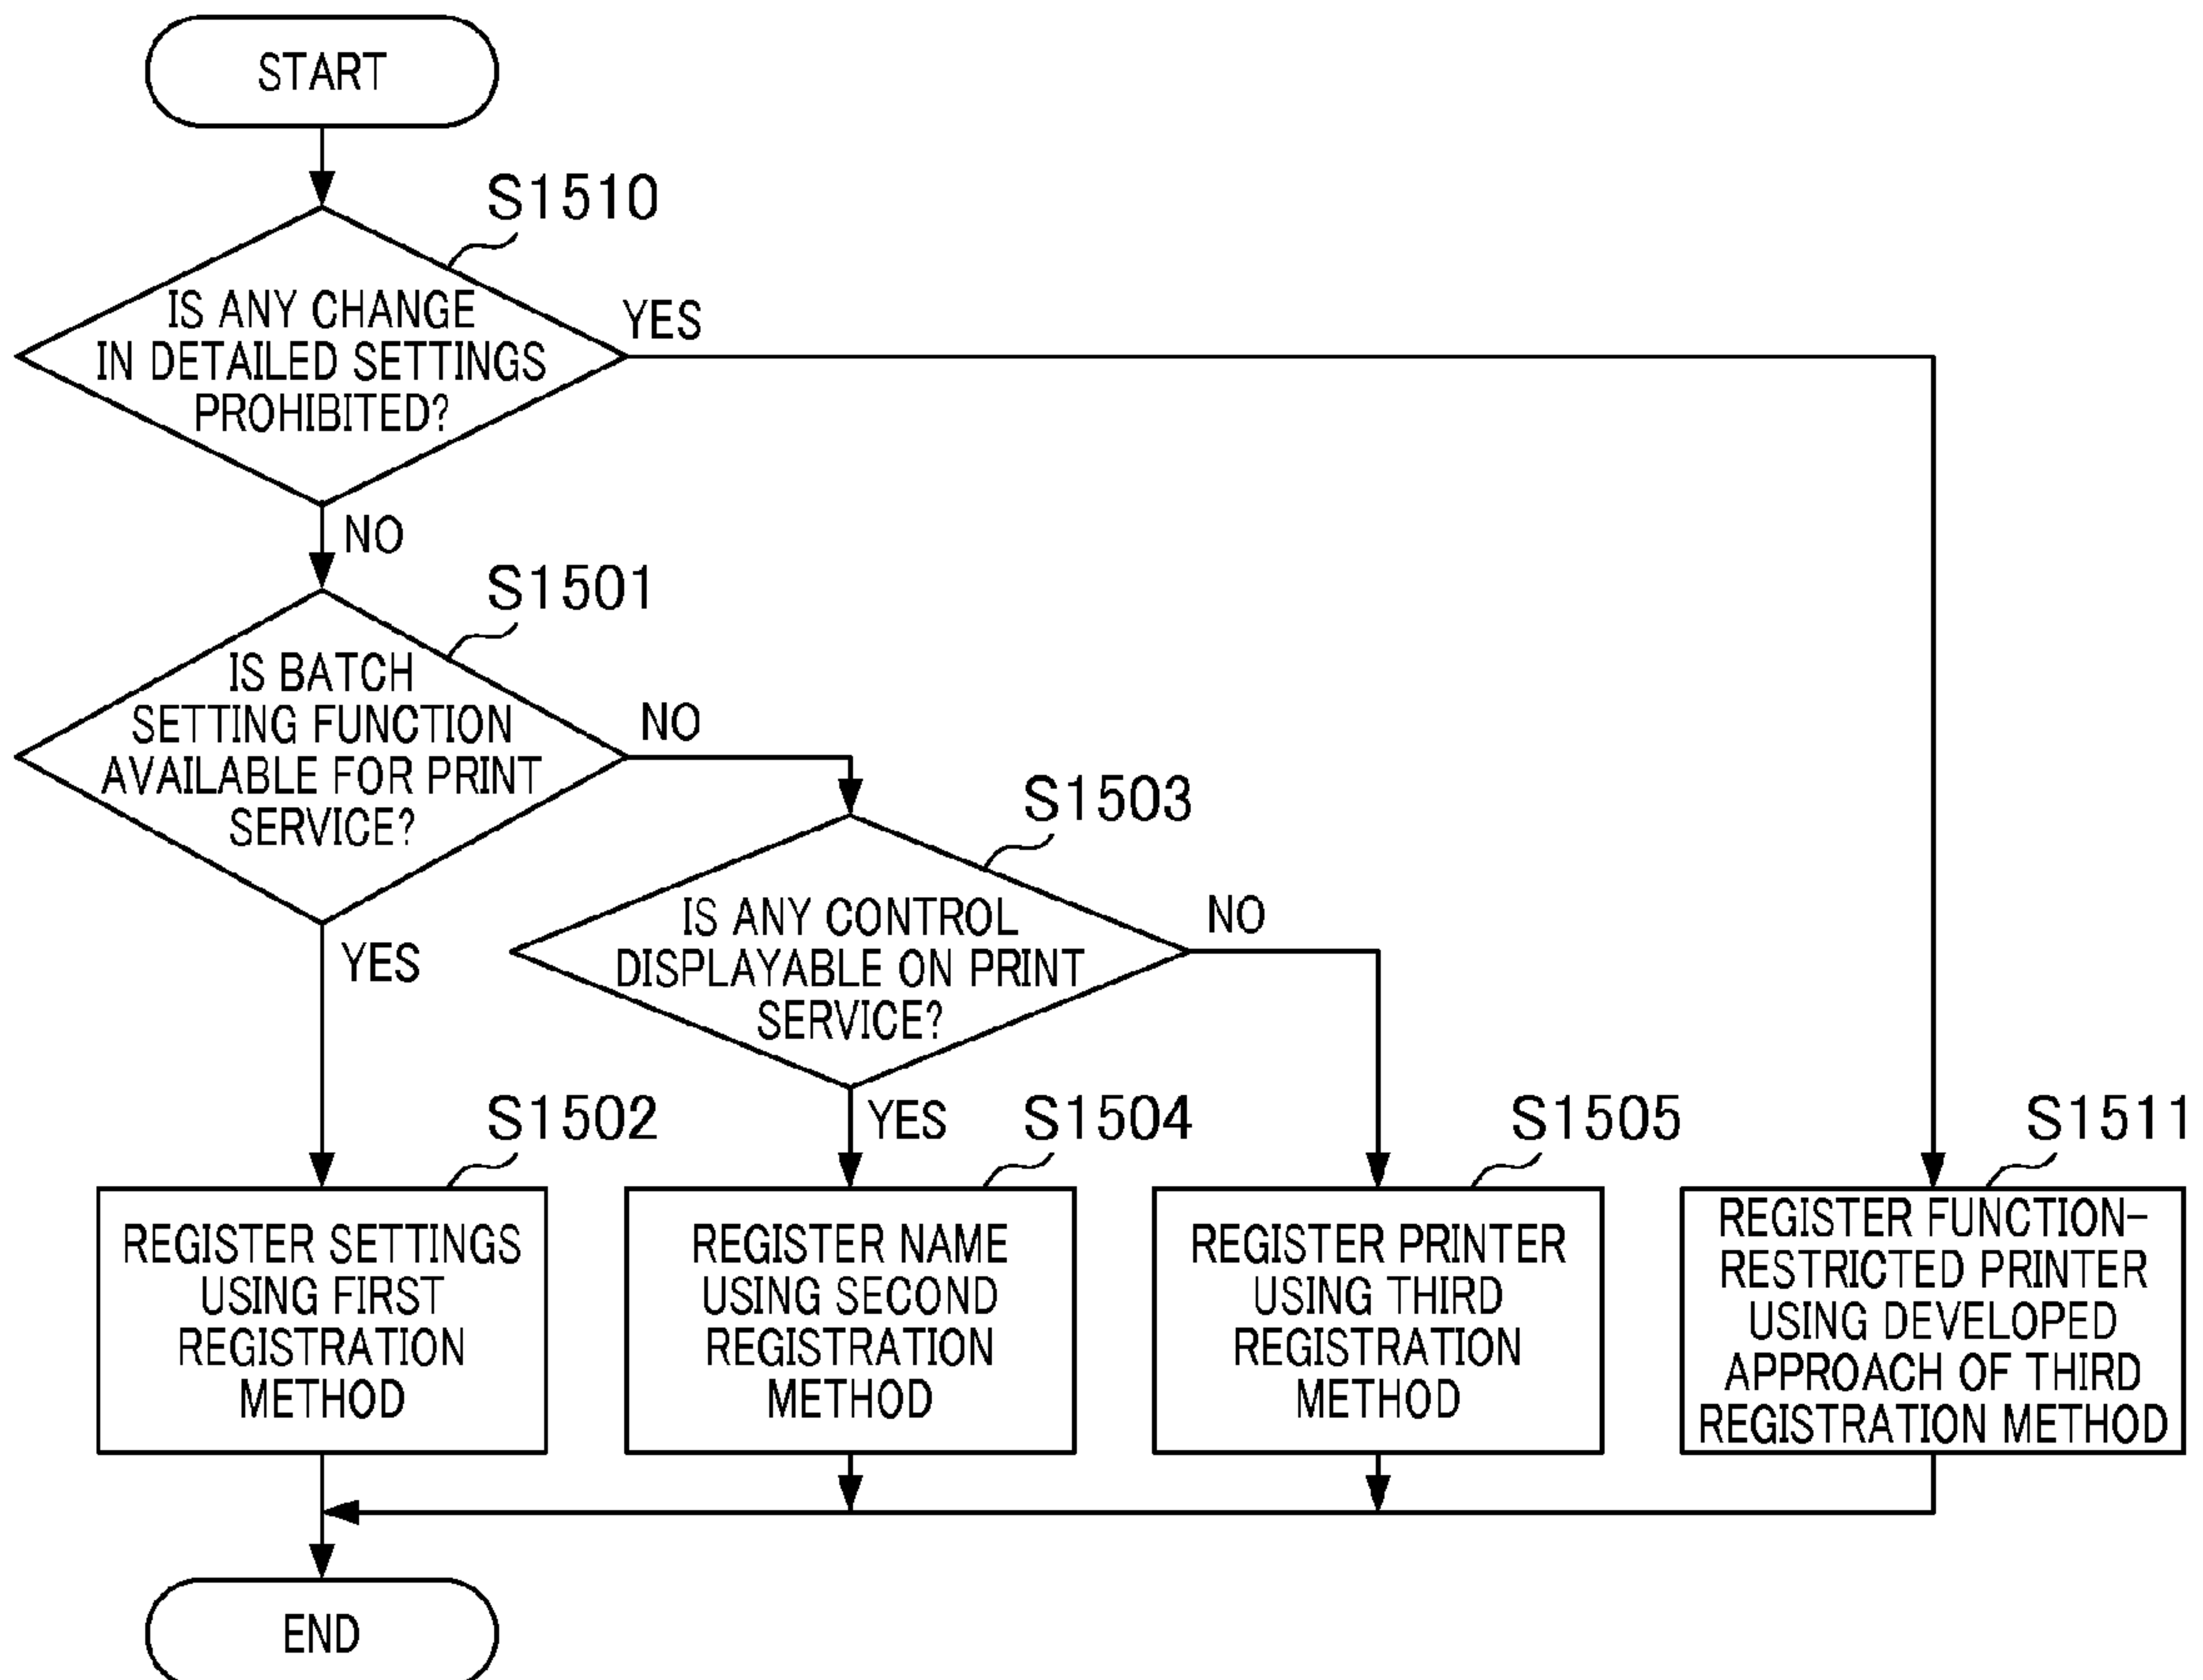 START
S1510
IS ANY CHANGE
IN DETAILED SETTINGS
PROHIBITED?
YES
NO
S1501
IS BATCH
SETTING FUNCTION
AVAILABLE FOR PRINT
SERVICE?
NO
YES
S1503
IS ANY CONTROL
DISPLAYABLE ON PRINT
SERVICE?
NO
YES
S1502
REGISTER SETTINGS
USING FIRST
REGISTRATION
METHOD
S1504
REGISTER NAME
USING SECOND
REGISTRATION
METHOD
S1505
REGISTER PRINTER
USING THIRD
REGISTRATION
METHOD
S1511
REGISTER FUNCTION-
RESTRICTED PRINTER
USING DEVELOPED
APPROACH OF THIRD
REGISTRATION METHOD
END